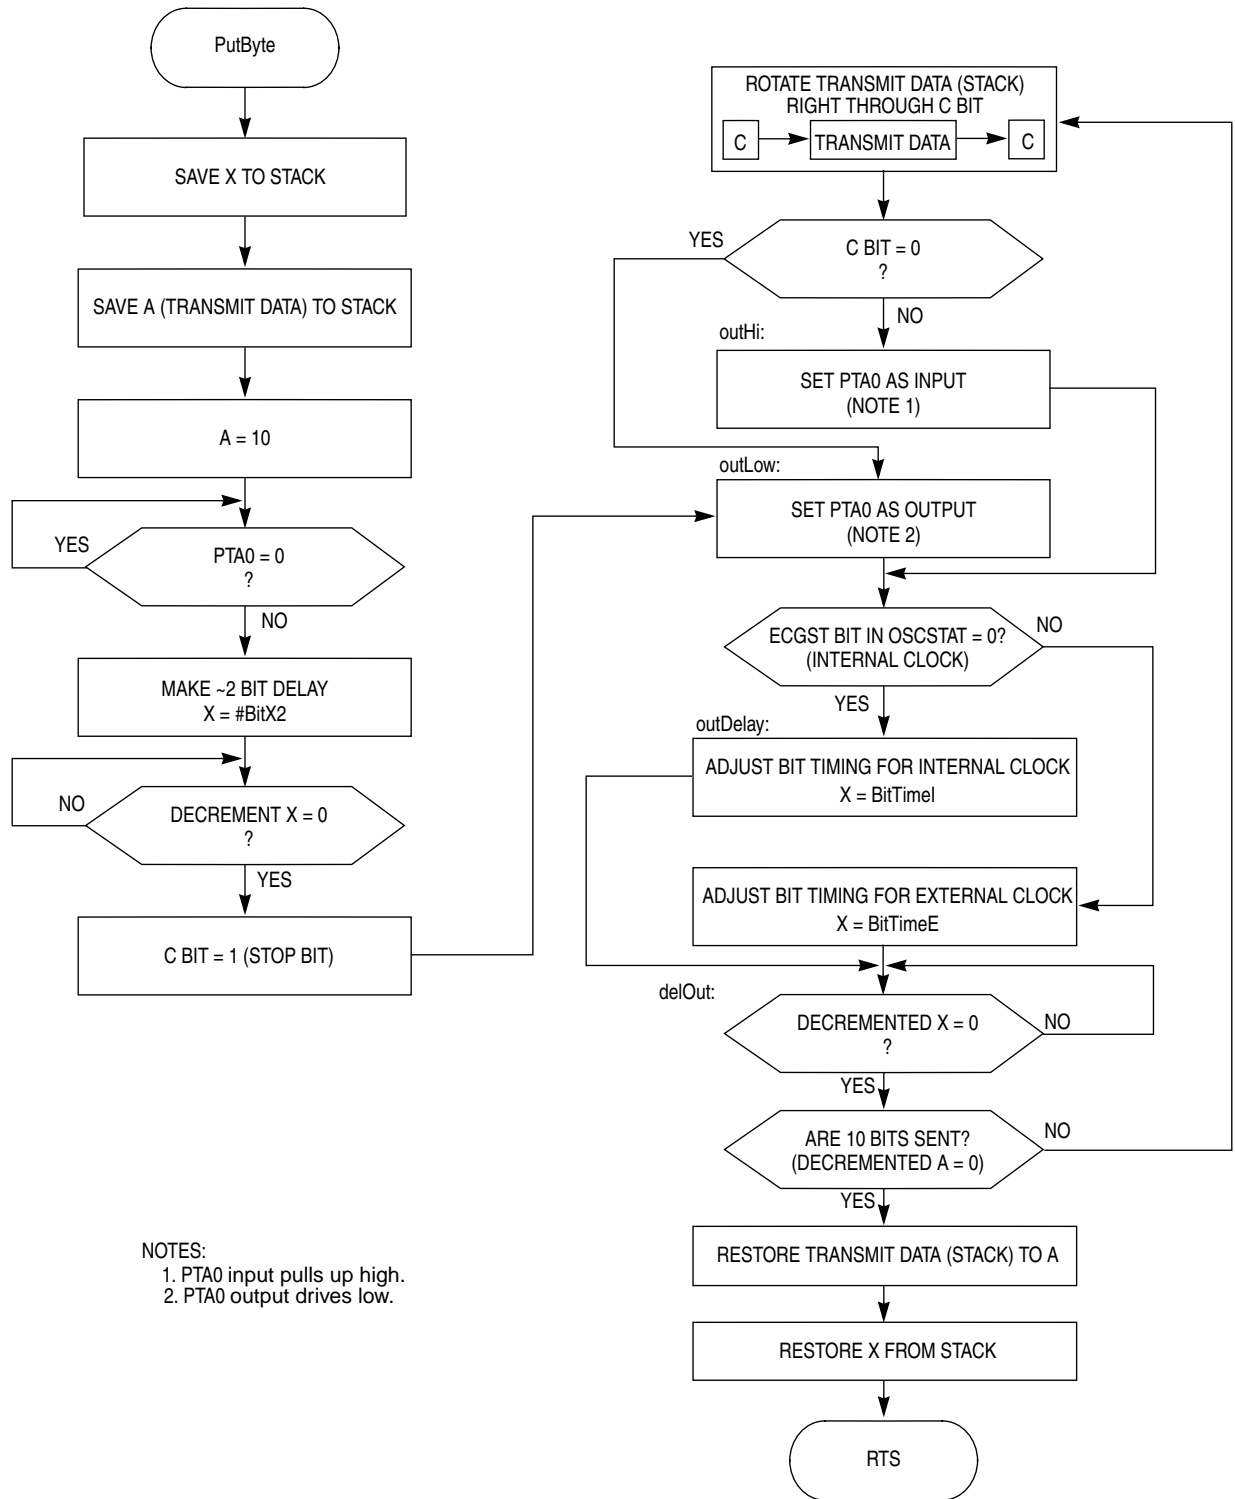 PutByte
SAVE X TO STACK
SAVE A (TRANSMIT DATA) TO STACK
A = 10
YES
PTA0 = 0
?
NO
MAKE ~2 BIT DELAY
X = #BitX2
NO
DECREMENT X = 0
?
YES
C BIT = 1 (STOP BIT)
ROTATE TRANSMIT DATA (STACK)
RIGHT THROUGH C BIT
C TRANSMIT DATA C
YES
C BIT = 0
?
NO
outHi:
SET PTA0 AS INPUT
(NOTE 1)
outLow:
SET PTA0 AS OUTPUT
(NOTE 2)
ECGST BIT IN OSCSTAT = 0?
(INTERNAL CLOCK)
NO
YES
outDelay:
ADJUST BIT TIMING FOR INTERNAL CLOCK
X = BitTimeI
ADJUST BIT TIMING FOR EXTERNAL CLOCK
X = BitTimeE
delOut:
DECREMENTED X = 0
?
NO
YES
ARE 10 BITS SENT?
(DECREMENTED A = 0)
NO
YES
RESTORE TRANSMIT DATA (STACK) TO A
RESTORE X FROM STACK
RTS
NOTES:
1. PTA0 input pulls up high.
2. PTA0 output drives low.